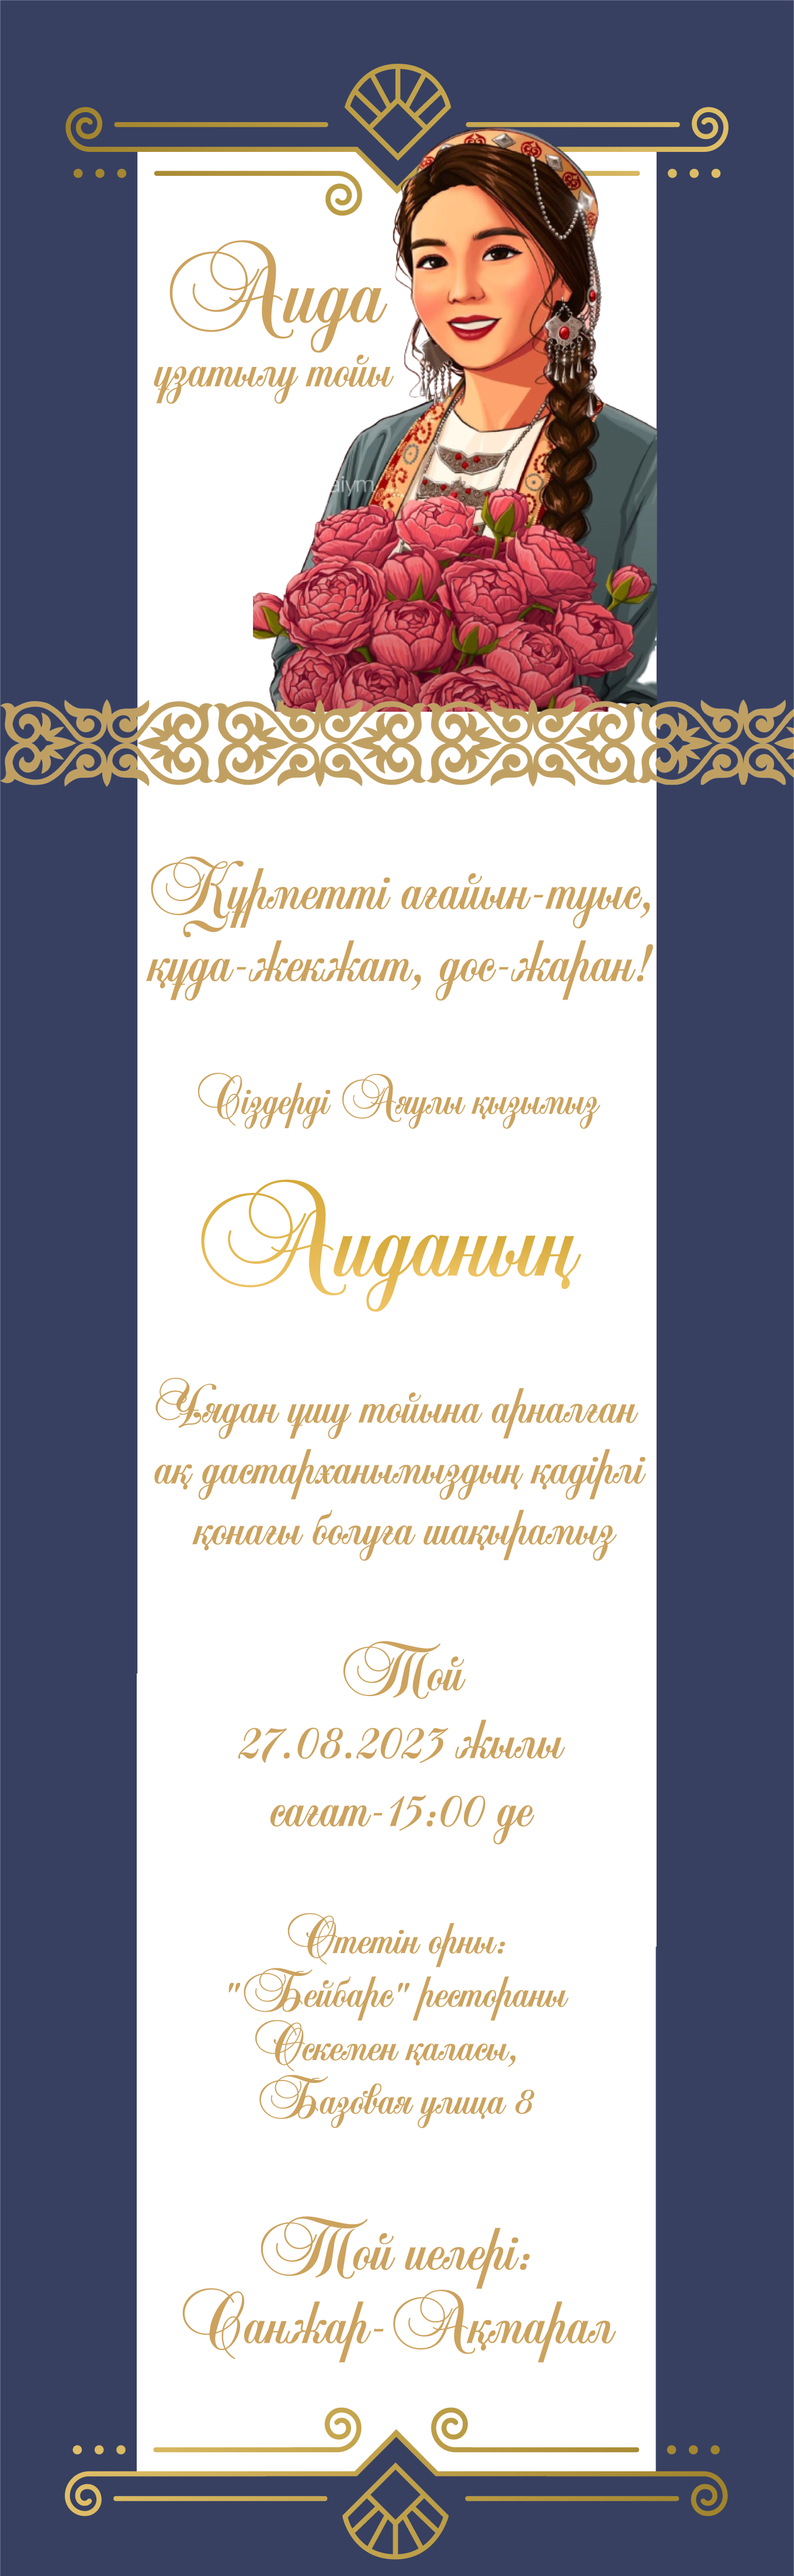 Аида
ұзатылу тойы
aiym
Құрметті ағайын-туыс,
құда-жекжат, дос-жаран!
Сіздерді Аяулы қызымыз
Аиданың
Ұядан ұшу тойына арналған
ақ дастарханымыздың қадірлі
қонағы болуға шақырамыз
Той
27.08.2023 жылы
сағат-15:00 де
Өтетін орны:
"Бейбарс" рестораны
Өскемен қаласы,
Базовая улица 8
Той иелері:
Санжар-Ақмарал